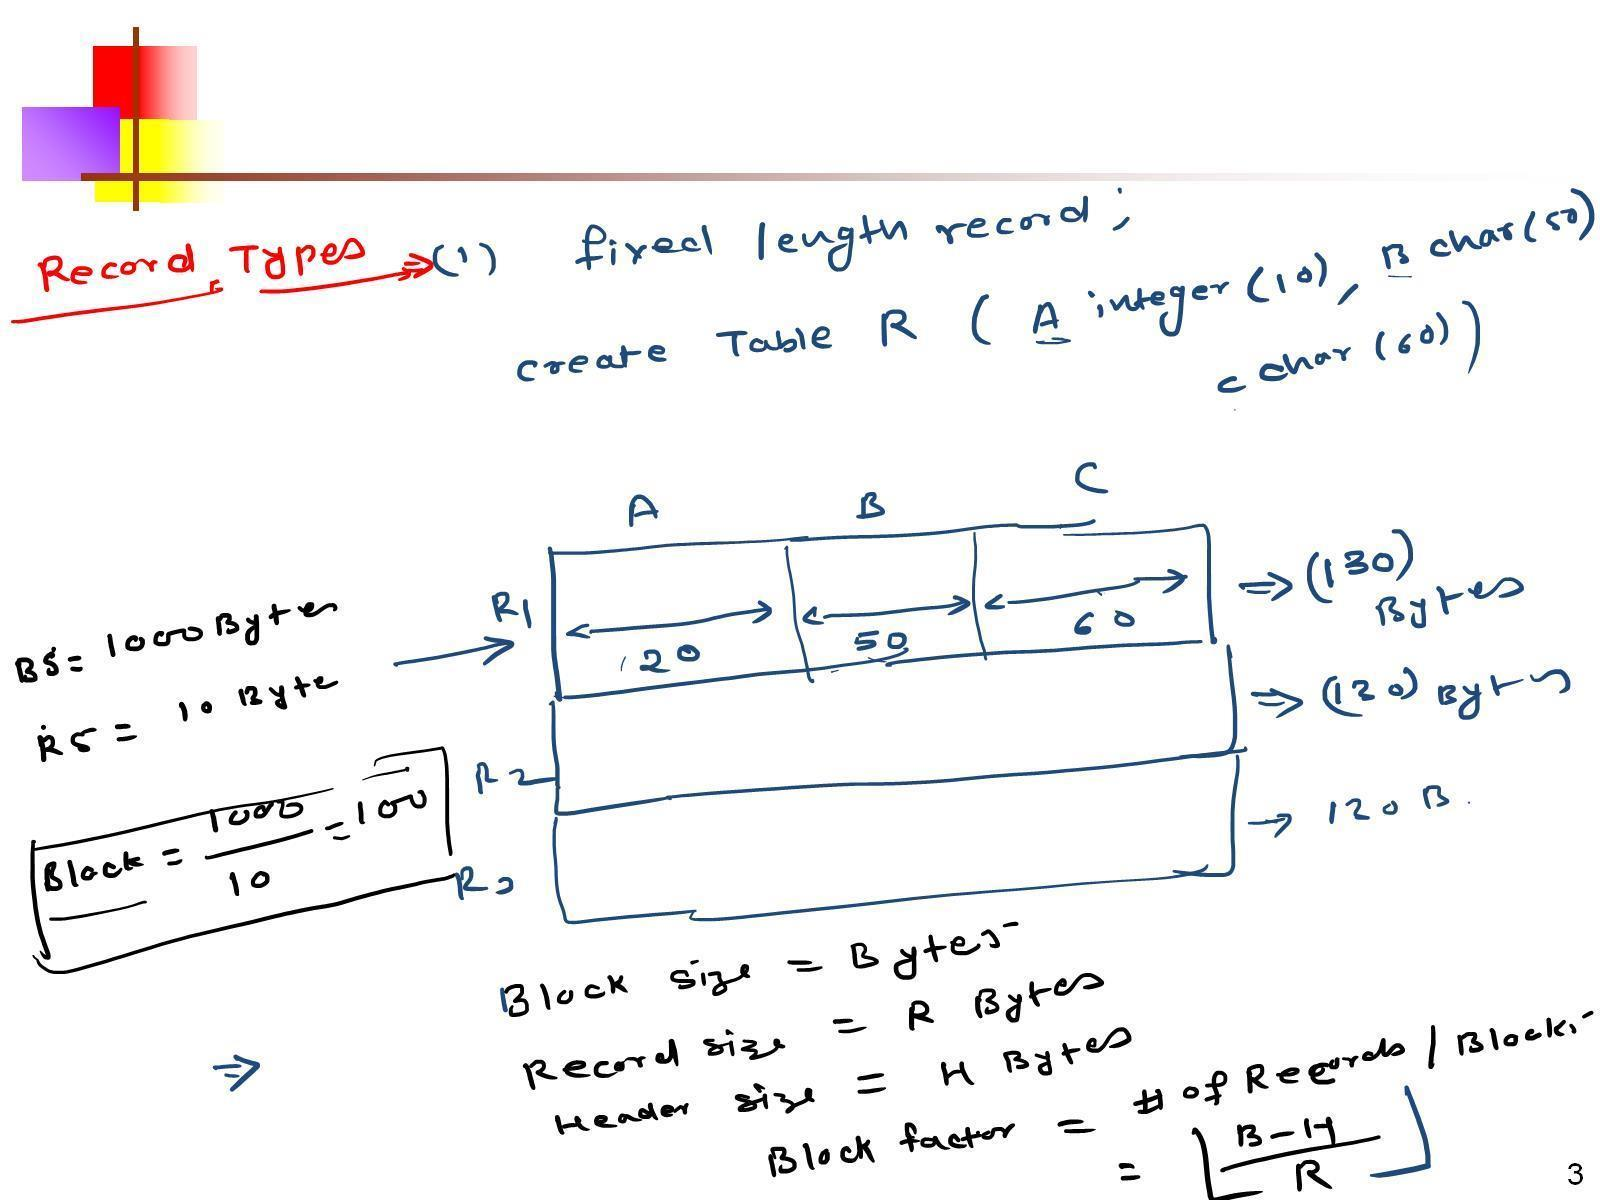 Record Types ⇒ (1) fixed length record;
create Table R ( A integer (10), B char (50)
C char (60) )
A B C
R1 20 50 60 ⇒ (130) Bytes
⇒ (120) Bytes
R2
→ 120 B.
R3
BS = 1000 Bytes
RS = 10 Byte
Block = 1000 / 10 = 100
Block size = Bytes
Record size = R Bytes
⇒
Header size = H Bytes
Block factor = # of Records / Block.
= ⌊ B-H / R ⌋
3